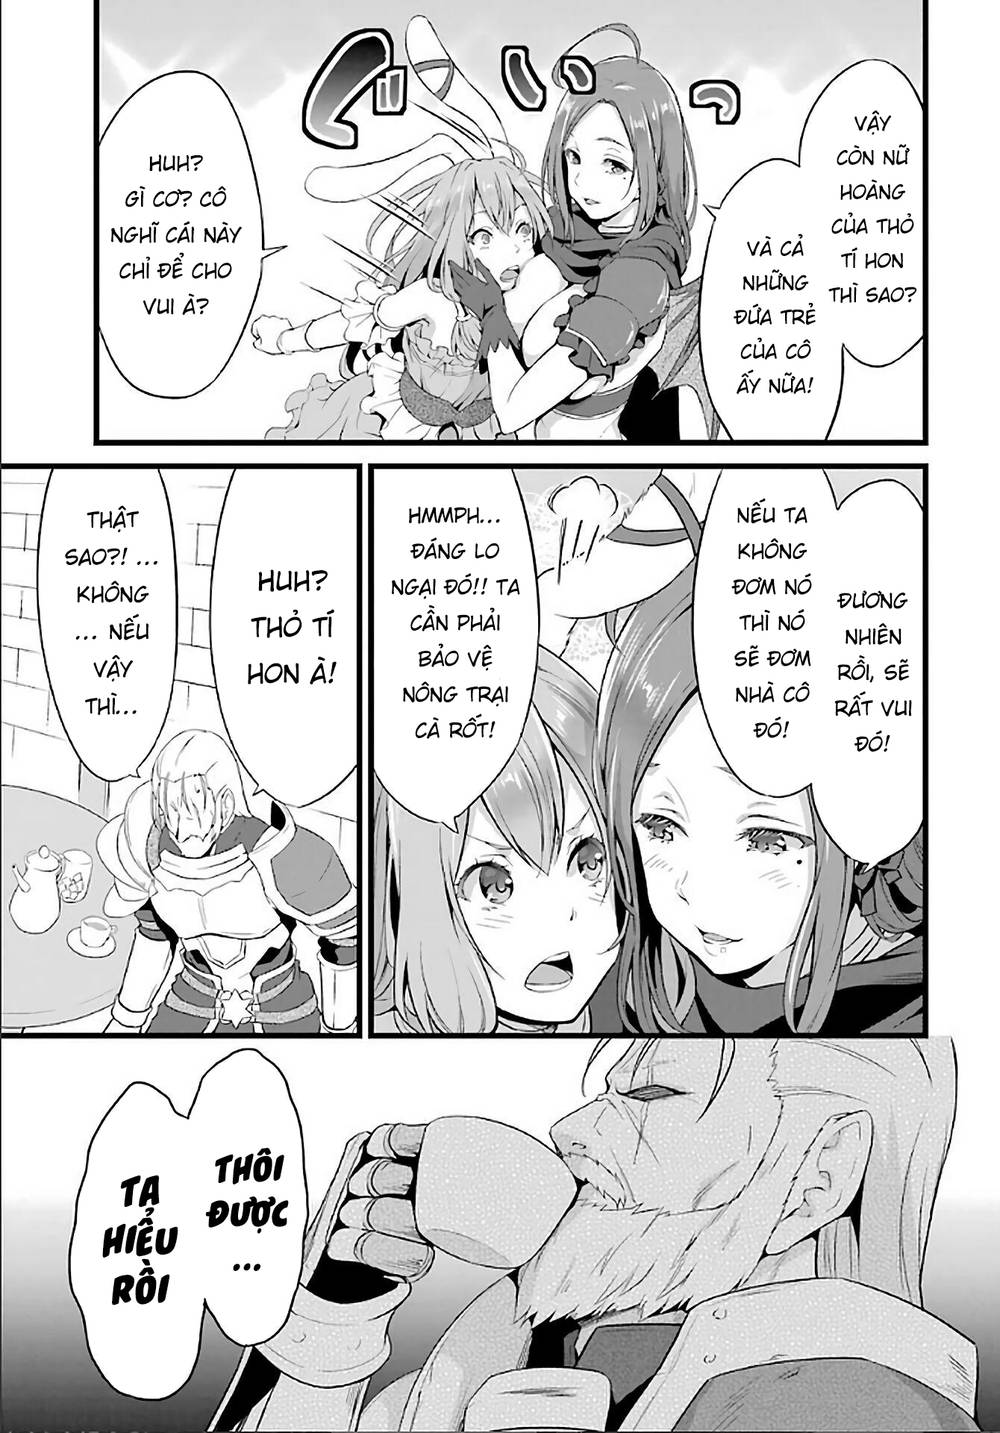 VẬY
CÒN NỮ
HOÀNG
CỦA THỎ
TÍ HON
THÌ SAO?
VÀ CẢ
NHỮNG
ĐỨA TRẺ
CỦA CÔ
ẤY NỮA!
ぐいっ
HUH?
GÌ CƠ? CÔ
NGHĨ CÁI NÀY
CHỈ ĐỂ CHO
VUI À?
ĐƯƠNG
NHIÊN
RỒI, SẼ
RẤT VUI
ĐÓ!
NẾU TA
KHÔNG
ĐƠM NÓ
THÌ NÓ
SẼ ĐƠM
NHÀ CÔ
ĐÓ!
HMMPH...
ĐÁNG LO
NGẠI ĐÓ!! TA
CẦN PHẢI
BẢO VỆ
NÔNG TRẠI
CÀ RỐT!
HUH?
THỎ TÍ
HON À!
THẬT
SAO?! ...
KHÔNG
... NẾU
VẬY
THÌ...
THÔI
ĐƯỢC
...
TA
HIỂU
RỒI